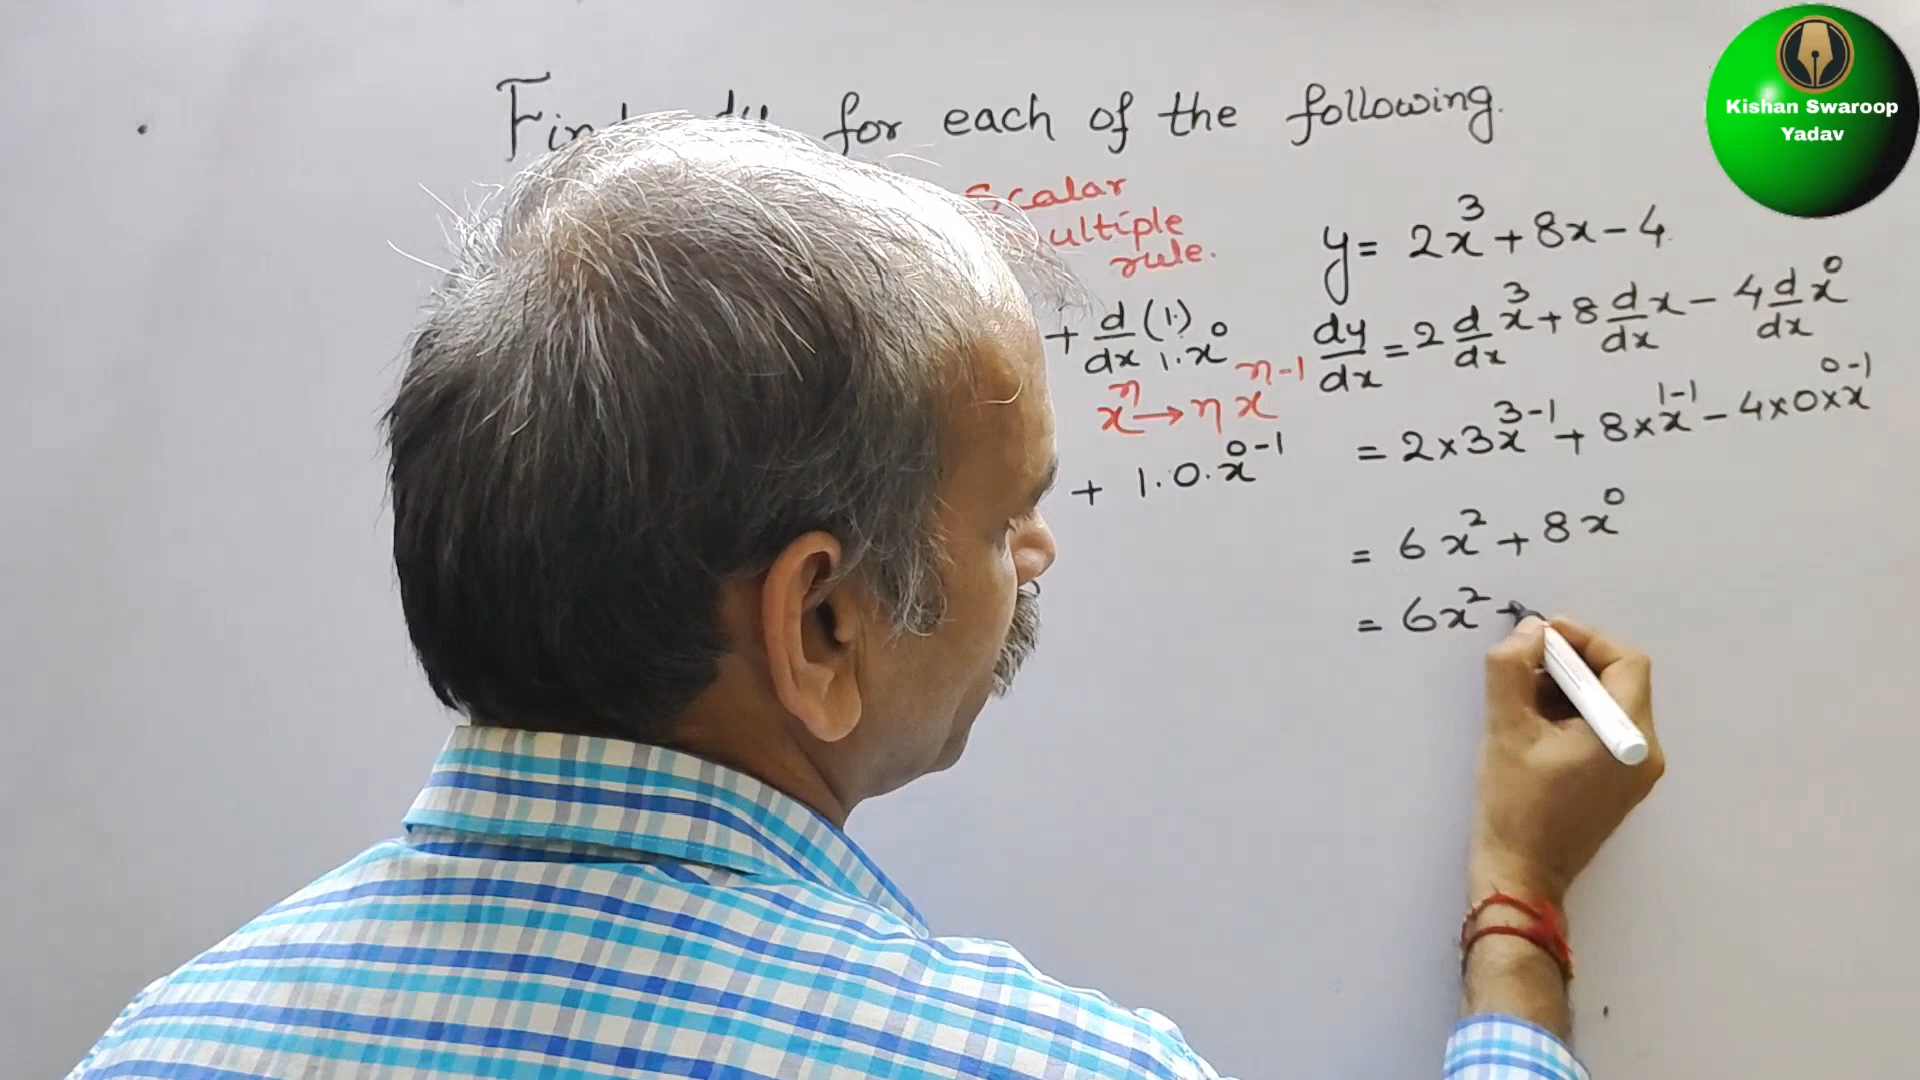 Find dy for each of the following.
Scalar
ultiple
rule.
+ d/dx (1.) 1.x⁰
xⁿ → n xⁿ⁻¹
+ 1.0.x⁰⁻¹
y = 2x³ + 8x - 4
dy/dx = 2 d/dx x³ + 8 d/dx x - 4 d/dx x⁰
= 2×3x³⁻¹ + 8×x¹⁻¹ - 4×0×x⁰⁻¹
= 6x² + 8x⁰
= 6x² +
Kishan Swaroop
Yadav